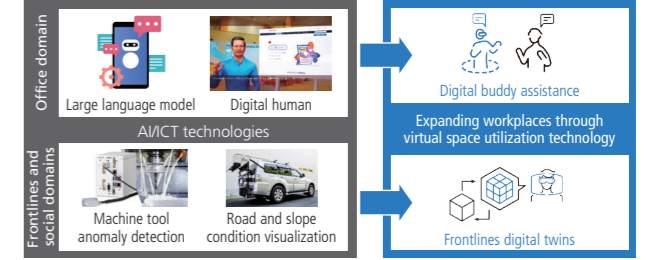 Office domain
Large language model
Digital human
AI/ICT technologies
Frontlines and
social domains
Machine tool
anomaly detection
Road and slope
condition visualization
Digital buddy assistance
Expanding workplaces through
virtual space utilization technology
Frontlines digital twins